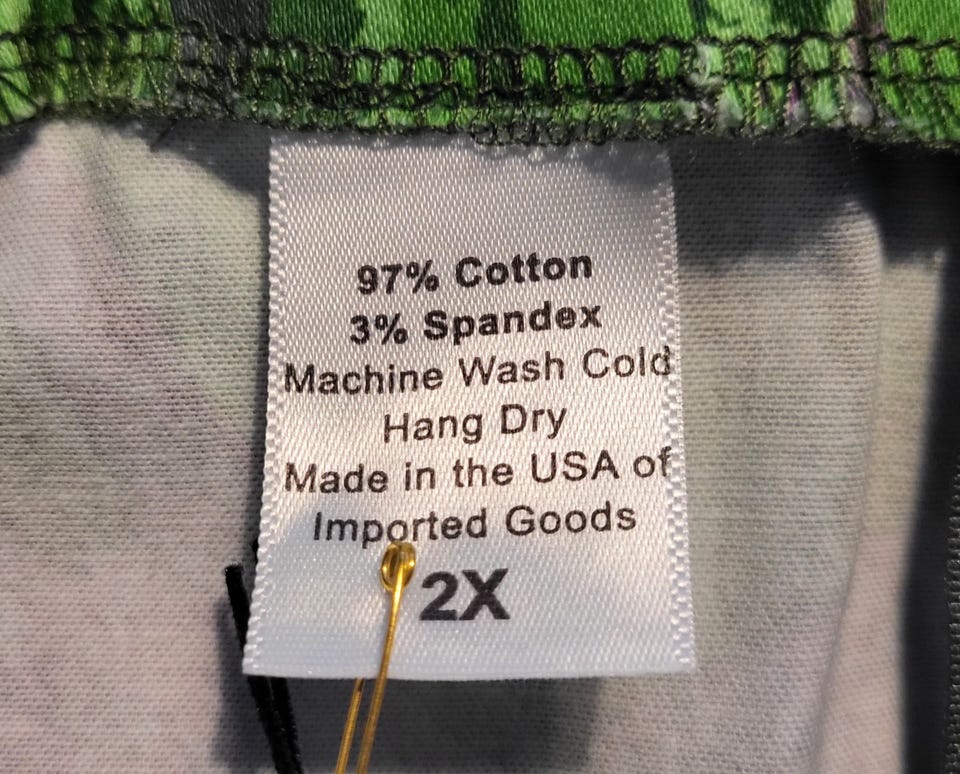 97% Cotton
3% Spandex
Machine Wash Cold
Hang Dry
Made in the USA of
Imported Goods
2X